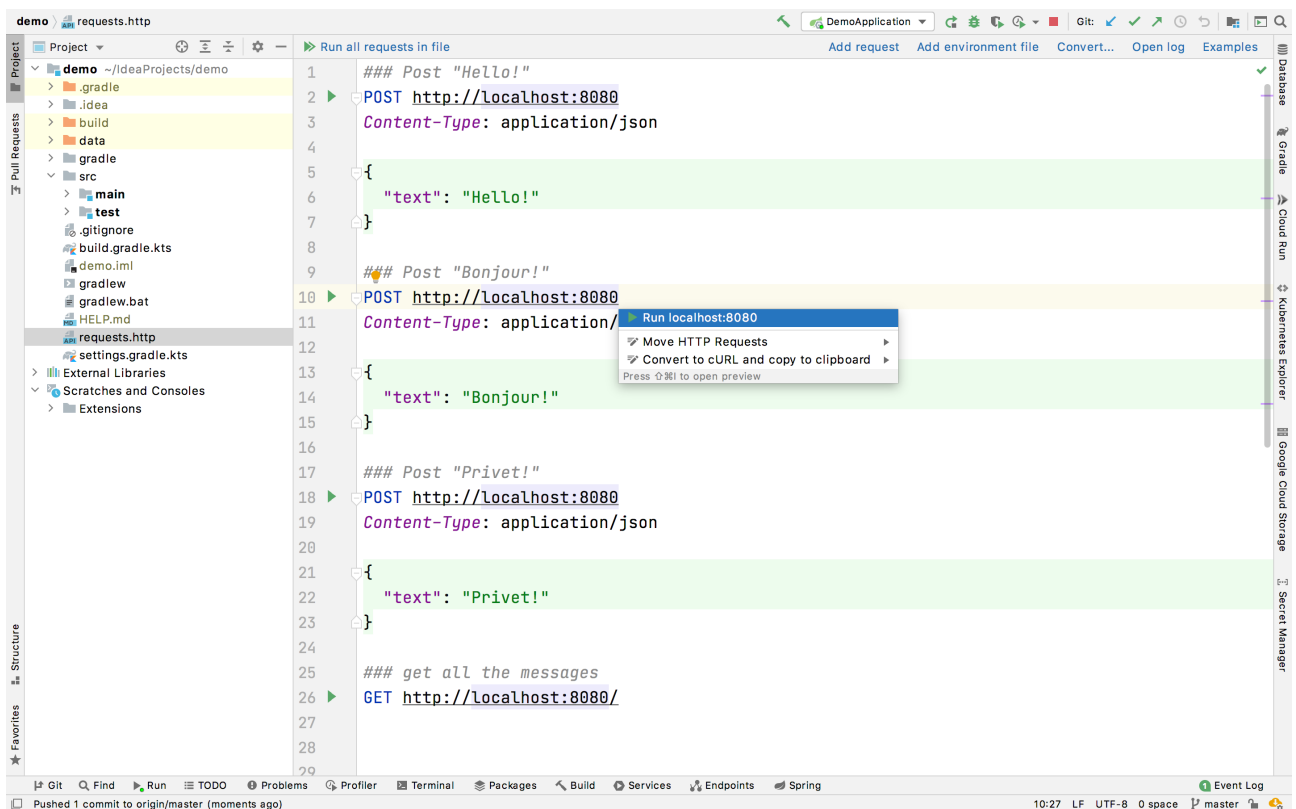 demo
requests.http
DemoApplication
Git:
Project
Run all requests in file
Add request
Add environment file
Convert...
Open log
Examples
Project
Pull Requests
Structure
Favorites
demo ~/IdeaProjects/demo
.gradle
.idea
build
data
gradle
src
main
test
.gitignore
build.gradle.kts
demo.iml
gradlew
gradlew.bat
HELP.md
requests.http
settings.gradle.kts
External Libraries
Scratches and Consoles
Extensions
1 ### Post "Hello!"
2 POST http://localhost:8080
3 Content-Type: application/json
4
5 {
6 "text": "Hello!"
7 }
8
9 ### Post "Bonjour!"
10 POST http://localhost:8080
11 Content-Type: application/
12
13 {
14 "text": "Bonjour!"
15 }
16
17 ### Post "Privet!"
18 POST http://localhost:8080
19 Content-Type: application/json
20
21 {
22 "text": "Privet!"
23 }
24
25 ### get all the messages
26 GET http://localhost:8080/
27
28
29
Run localhost:8080
Move HTTP Requests
Convert to cURL and copy to clipboard
Press ⇧⌘I to open preview
Database
Gradle
Cloud Run
Kubernetes Explorer
Google Cloud Storage
Secret Manager
Git
Find
Run
TODO
Problems
Profiler
Terminal
Packages
Build
Services
Endpoints
Spring
1 Event Log
Pushed 1 commit to origin/master (moments ago)
10:27 LF UTF-8 0 space master